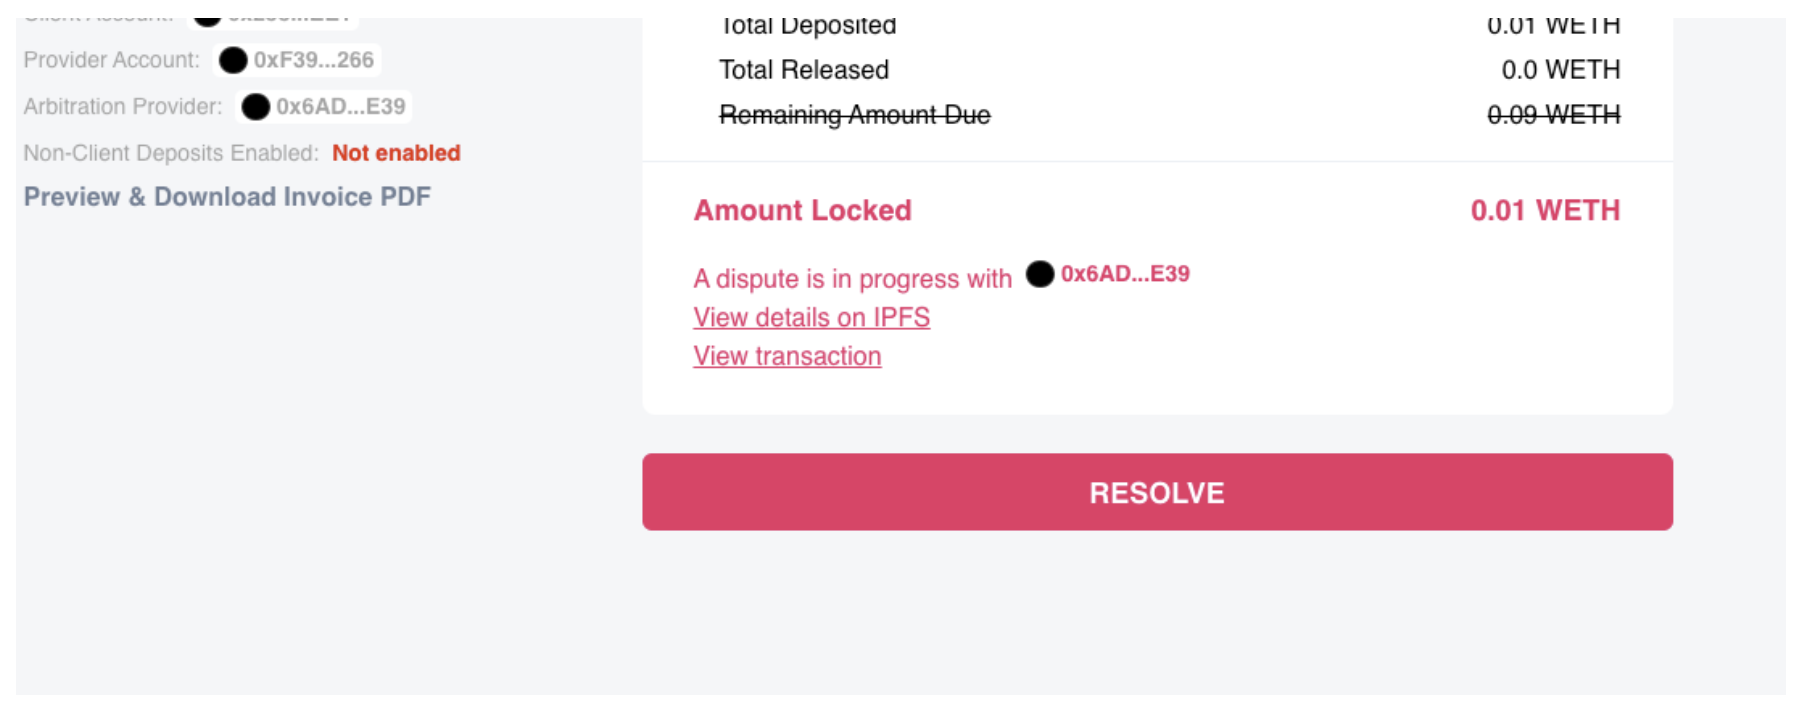 Client Account:
Provider Account: 0xF39...266
Arbitration Provider: 0x6AD...E39
Non-Client Deposits Enabled: Not enabled
Preview & Download Invoice PDF
Total Deposited 0.01 WETH
Total Released 0.0 WETH
Remaining Amount Due 0.09 WETH
Amount Locked 0.01 WETH
A dispute is in progress with 0x6AD...E39
View details on IPFS
View transaction
RESOLVE